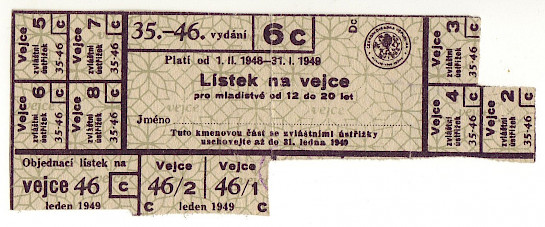 Vejce 5
zvláštní
ústřižek
35-46
C
Vejce 7
zvláštní
ústřižek
35-46
C
Vejce 6
zvláštní
ústřižek
35-46
C
Vejce 8
zvláštní
ústřižek
35-46
C
35.-46. vydání
6c
Dc
Platí od 1. II. 1948-31. I. 1949
Lístek na vejce
pro mladistvé od 12 do 20 let
Jméno
Tuto kmenovou část se zvláštními ústřižky
uschovejte až do 31. ledna 1949
3
zvláštní
ústřižek
35-46
C
Vejce 4
zvláštní
ústřižek
35-46
C
Vejce 2
zvláštní
ústřižek
35-46
C
Objednací lístek na
vejce 46
C
leden 1949
Vejce
46/2
C
Vejce
46/1
C
leden 1949